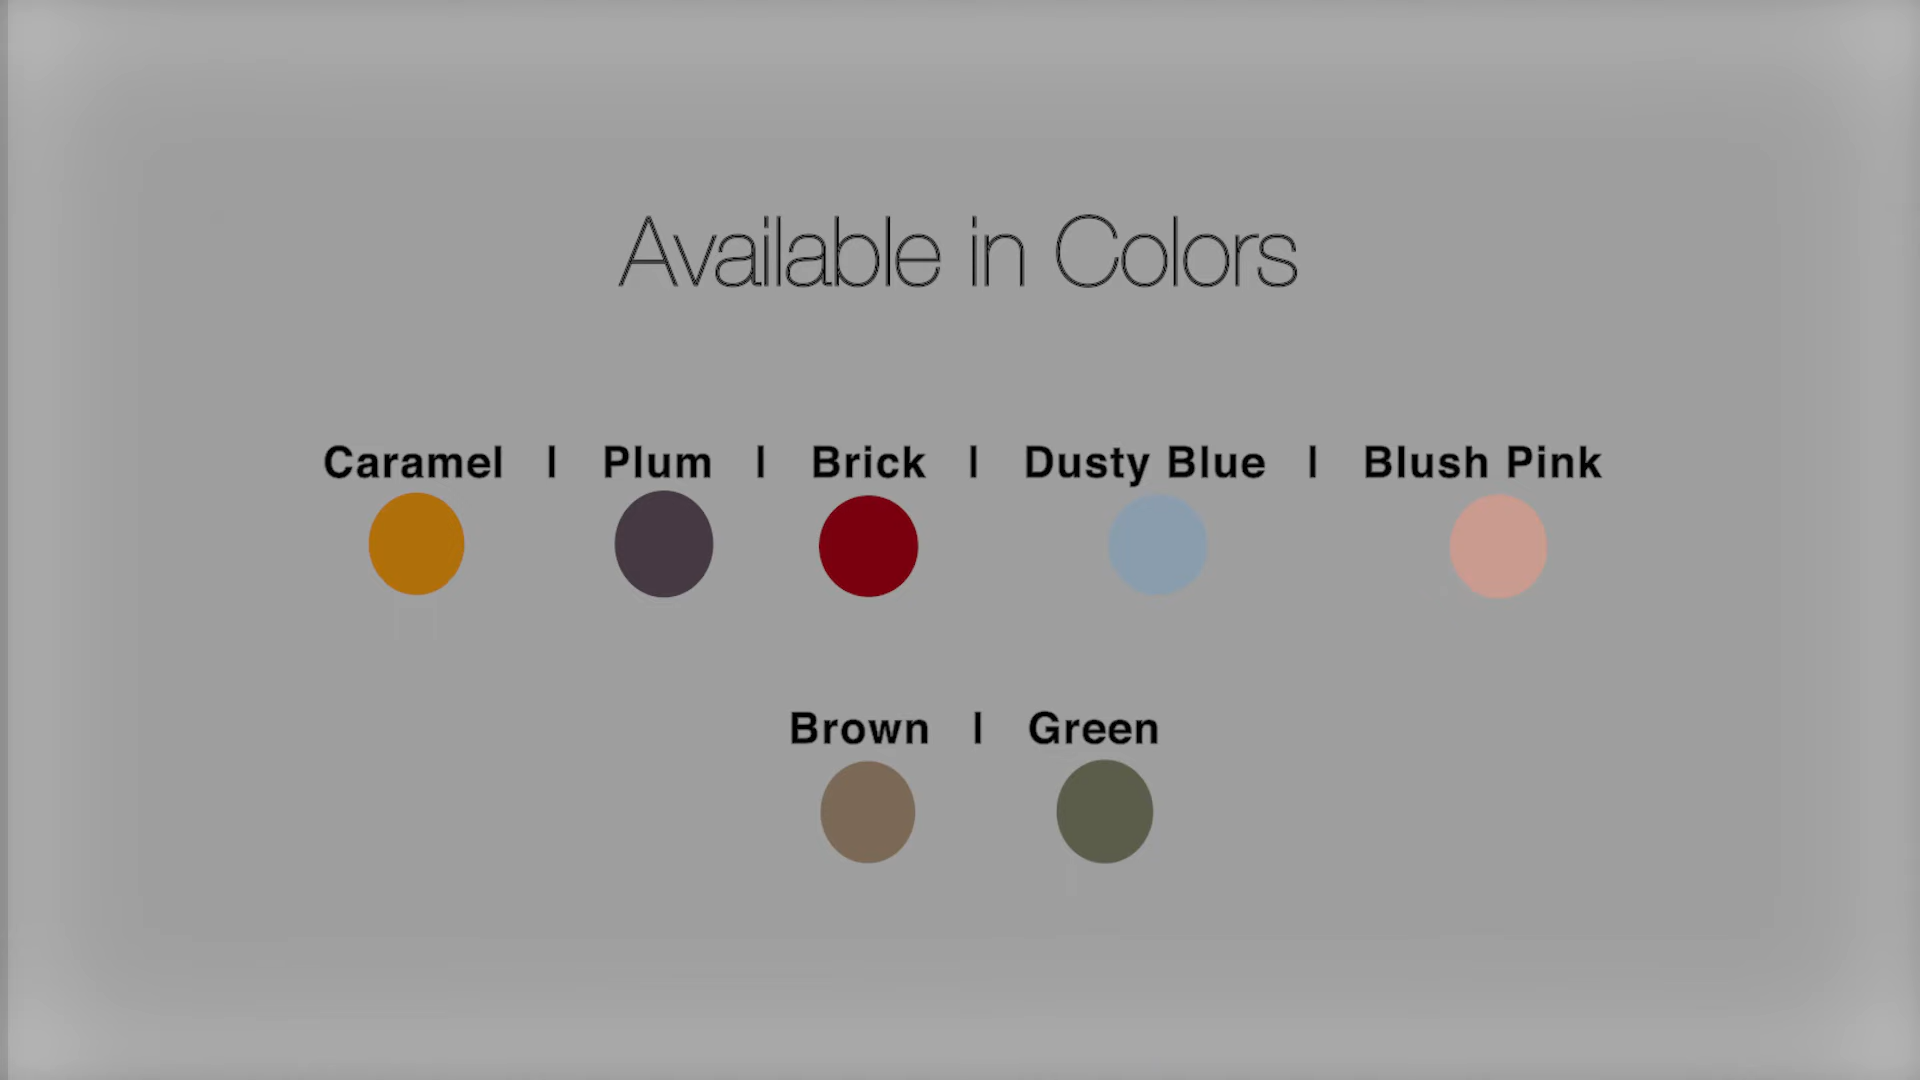 Available in Colors
Caramel | Plum | Brick | Dusty Blue | Blush Pink
Brown | Green